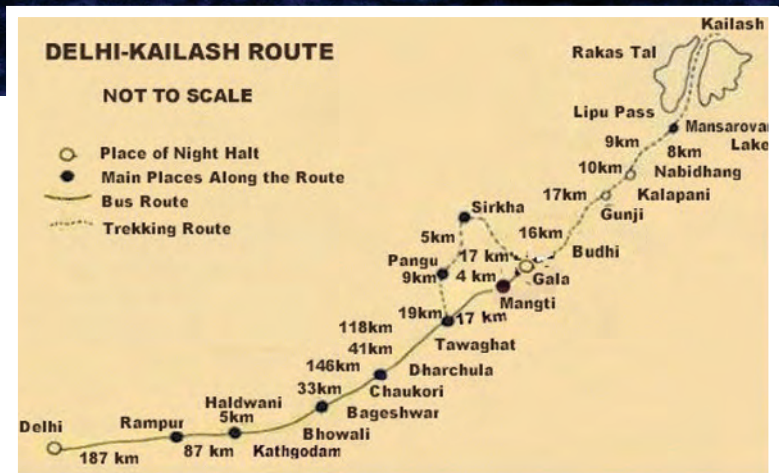 DELHI-KAILASH ROUTE
NOT TO SCALE
Place of Night Halt
Main Places Along the Route
Bus Route
Trekking Route
Kailash
Rakas Tal
Lipu Pass
Mansarovar
Lake
9km
8km
10km
Nabidhang
17km
Kalapani
Gunji
Sirkha
5km
16km
Budhi
Pangu
17 km
9km
4 km
Gala
Mangti
19km
17 km
118km
Tawaghat
41km
146km
Dharchula
Chaukori
33km
Bageshwar
Haldwani
5km
Bhowali
Rampur
Delhi
Kathgodam
87 km
187 km